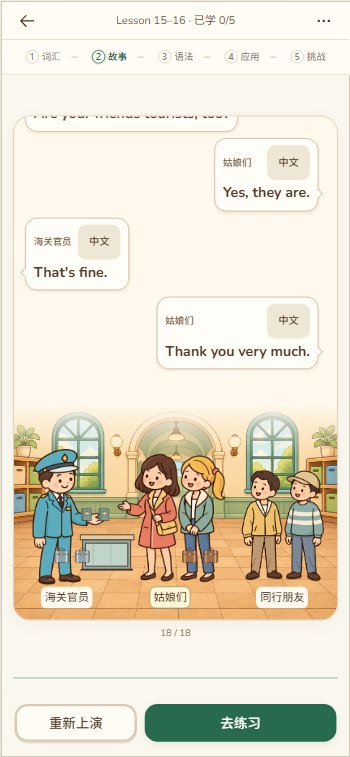 Lesson 15–16 · 已学 0/5
1 词汇 – 2 故事 – 3 语法 – 4 应用 – 5 挑战
Are your friends tourists, too?
姑娘们 中文
Yes, they are.
海关官员 中文
That's fine.
姑娘们 中文
Thank you very much.
海关官员 姑娘们 同行朋友
18 / 18
重新上演 去练习